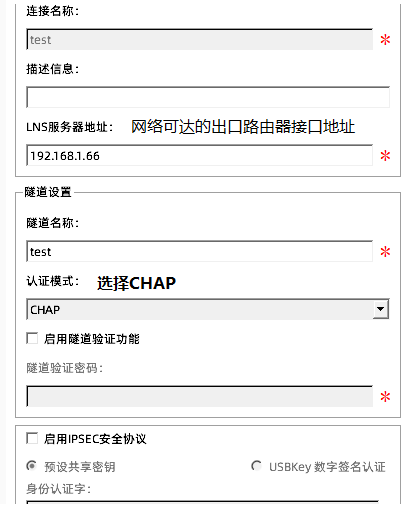 连接名称：
test *
描述信息：
LNS服务器地址： 网络可达的出口路由器接口地址
192.168.1.66 *
隧道设置
隧道名称：
test *
认证模式： 选择CHAP
CHAP
启用隧道验证功能
隧道验证密码：
*
启用IPSEC安全协议
预设共享密钥 USBKey 数字签名认证
身份认证字：